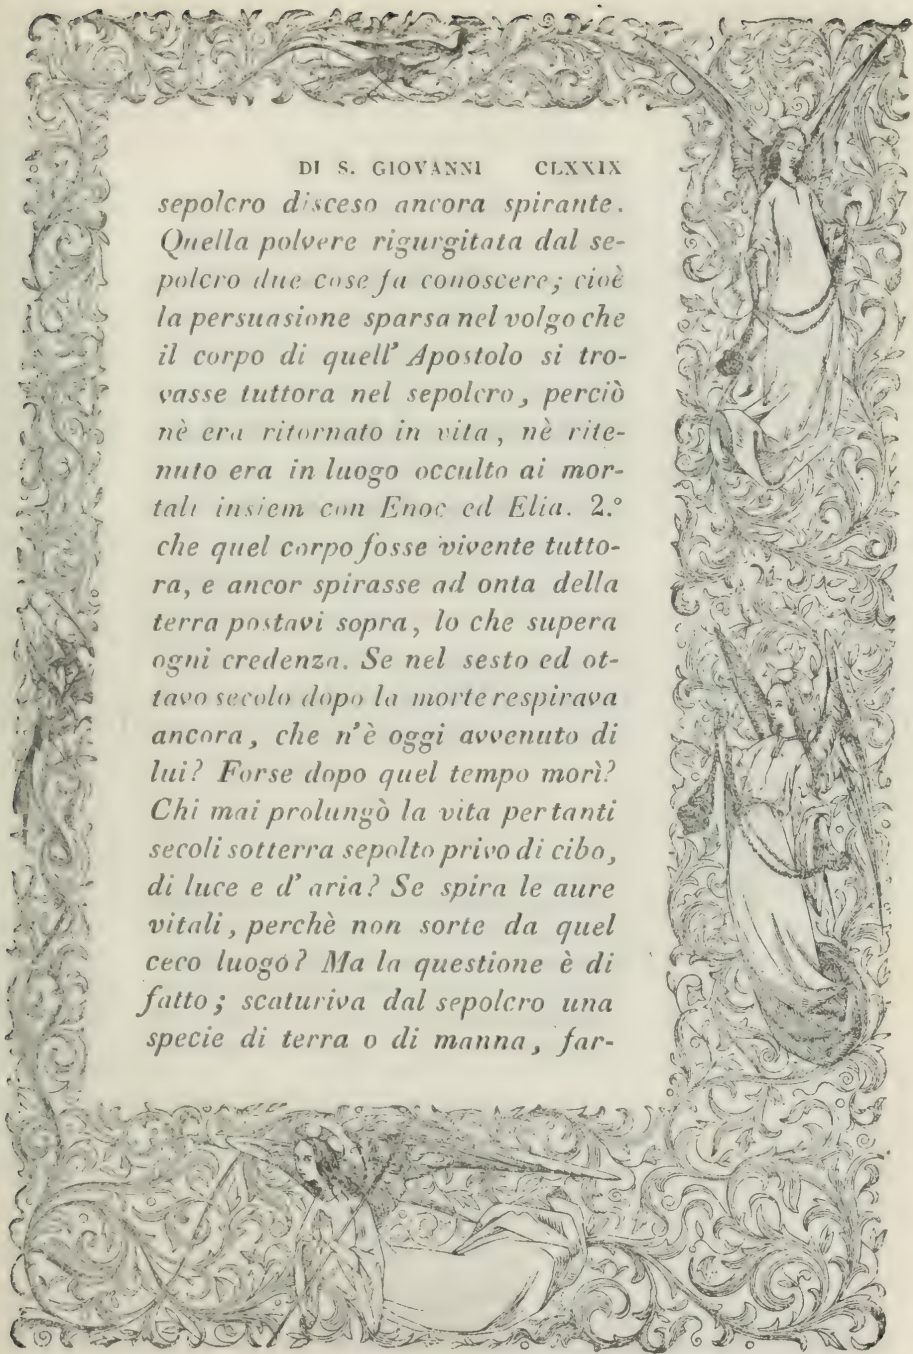 DI S. GIOVANNI CLXXIX
sepolcro disceso ancora spirante.
Quella polvere rigurgitata dal se-
polcro due cose fa conoscere; cioè
la persuasione sparsa nel volgo che
il corpo di quell' Apostolo si tro-
vasse tuttora nel sepolcro, perciò
nè era ritornato in vita, nè rite-
nuto era in luogo occulto ai mor-
tali insiem con Enoc ed Elia. 2.°
che quel corpo fosse vivente tutto-
ra, e ancor spirasse ad onta della
terra postavi sopra, lo che supera
ogni credenza. Se nel sesto ed ot-
tavo secolo dopo la morte respirava
ancora, che n'è oggi avvenuto di
lui? Forse dopo quel tempo morì?
Chi mai prolungò la vita per tanti
secoli sotterra sepolto privo di cibo,
di luce e d' aria? Se spira le aure
vitali, perchè non sorte da quel
ceco luogo? Ma la questione è di
fatto; scaturiva dal sepolcro una
specie di terra o di manna, far-